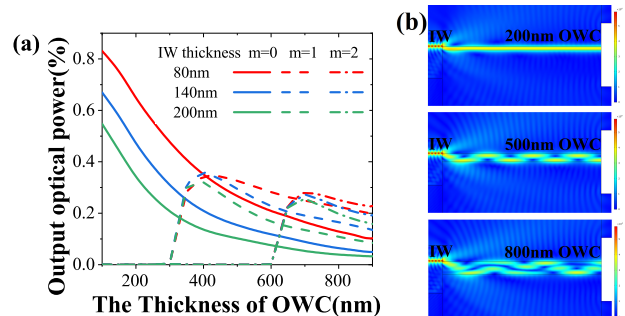 (a)
Output optical power(%)
0.8
0.6
0.4
0.2
0.0
IW thickness m=0 m=1 m=2
80nm
140nm
200nm
200 400 600 800
The Thickness of OWC(nm)
(b)
IW 200nm OWC
IW 500nm OWC
IW 800nm OWC